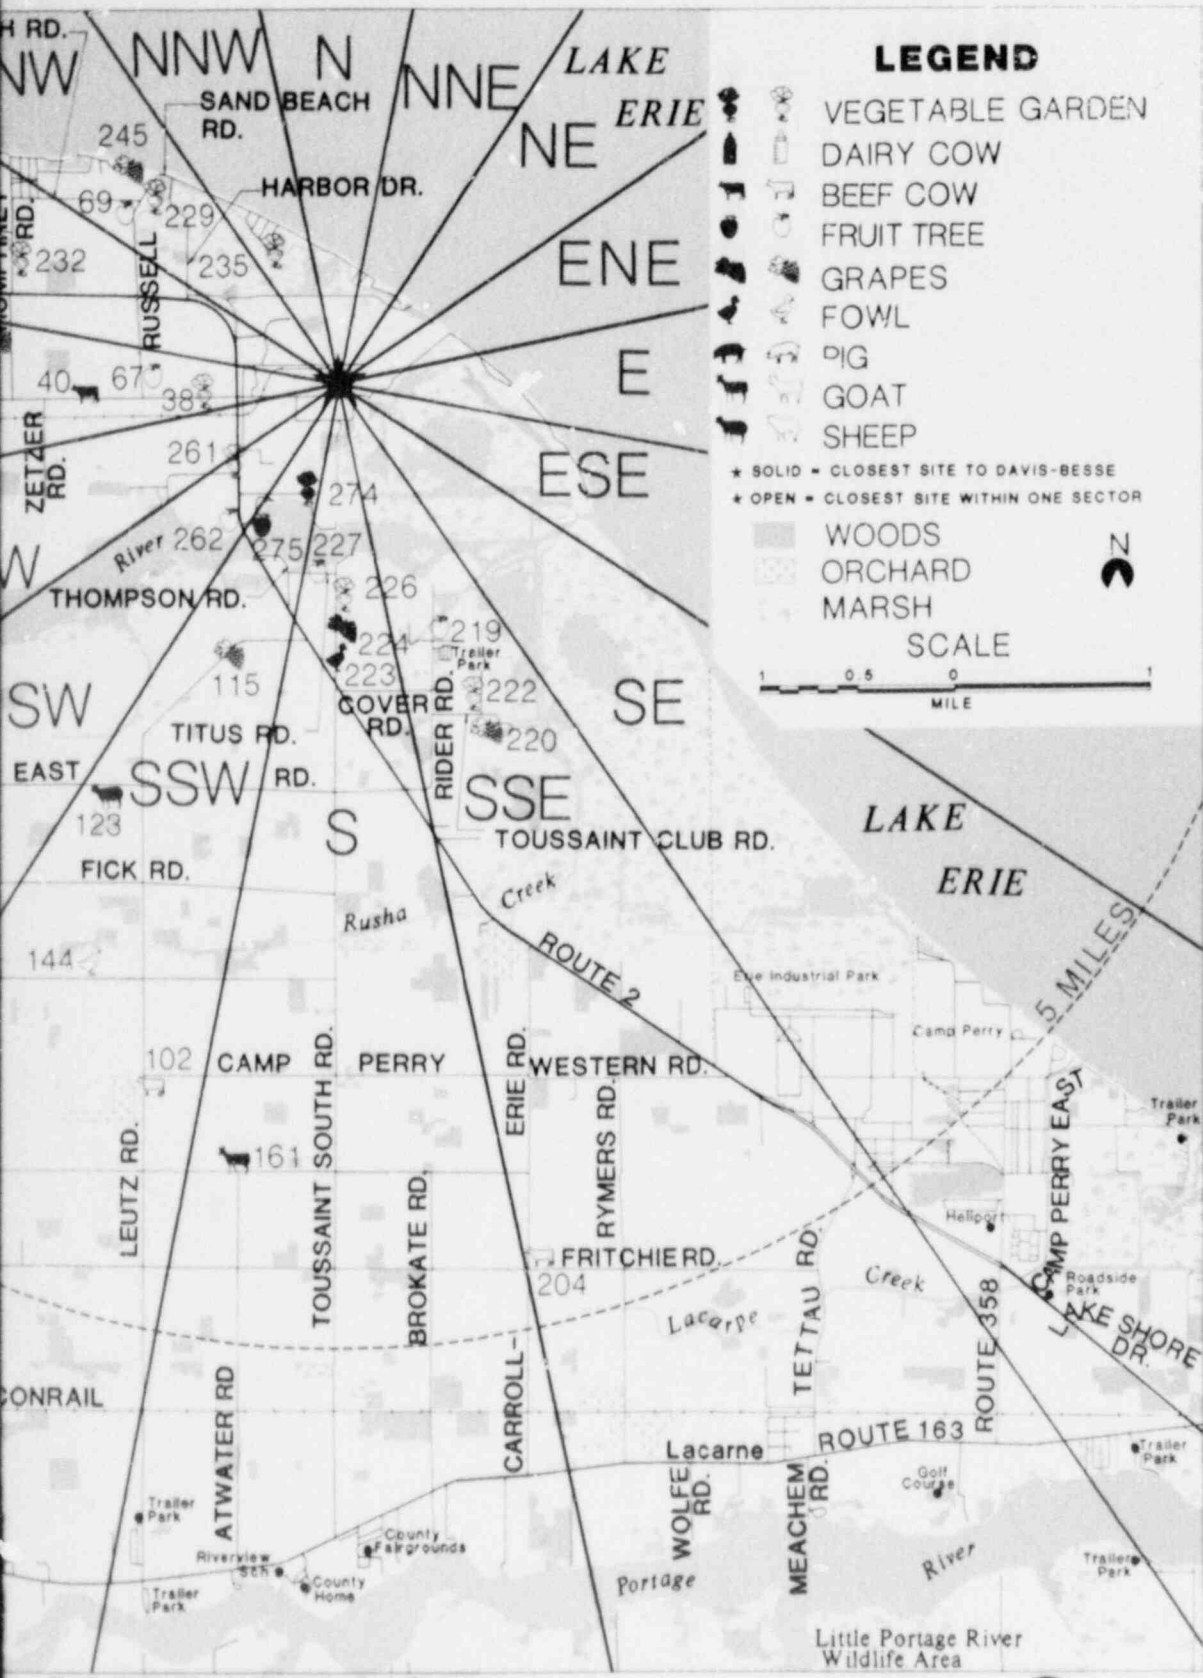 H RD.
NW
NNW
N
NNE
LAKE
ERIE
NE
SAND BEACH
RD.
245
HARBOR DR.
69
229
RD.
232
235
RUSSELL
ENE
E
40
67
38
ZETZER
RD.
261
ESE
274
River
262
275
227
W
THOMPSON RD.
226
224
219
Trailer
Park
223
115
222
SW
COVER
RD.
SE
TITUS RD.
RIDER RD.
220
EAST
SSW
RD.
SSE
123
S
TOUSSAINT CLUB RD.
FICK RD.
Creek
Rusha
144
ROUTE 2
LAKE
ERIE
5 MILES
Erie Industrial Park
Camp Perry
102
CAMP
PERRY
WESTERN RD.
ERIE RD.
TOUSSAINT SOUTH RD.
RYMERS RD.
CAMP PERRY EAST
Trailer
Park
161
LEUTZ RD.
BROKATE RD.
Heliport
FRITCHIE RD.
204
TETTAU RD.
Creek
Roadside
Park
Lacarpe
ROUTE 358
LAKE SHORE
DR.
CONRAIL
ATWATER RD
CARROLL-
Lacarne
ROUTE 163
Trailer
Park
WOLFE
RD.
MEACHEM
RD.
Golf
Course
Trailer
Park
County
Fairgrounds
Riverview
Sch.
County
Home
Trailer
Park
Portage
River
Trailer
Park
Little Portage River
Wildlife Area
LEGEND
VEGETABLE GARDEN
DAIRY COW
BEEF COW
FRUIT TREE
GRAPES
FOWL
PIG
GOAT
SHEEP
★ SOLID = CLOSEST SITE TO DAVIS-BESSE
★ OPEN = CLOSEST SITE WITHIN ONE SECTOR
WOODS
ORCHARD
MARSH
N
SCALE
1 0.5 0 1
MILE